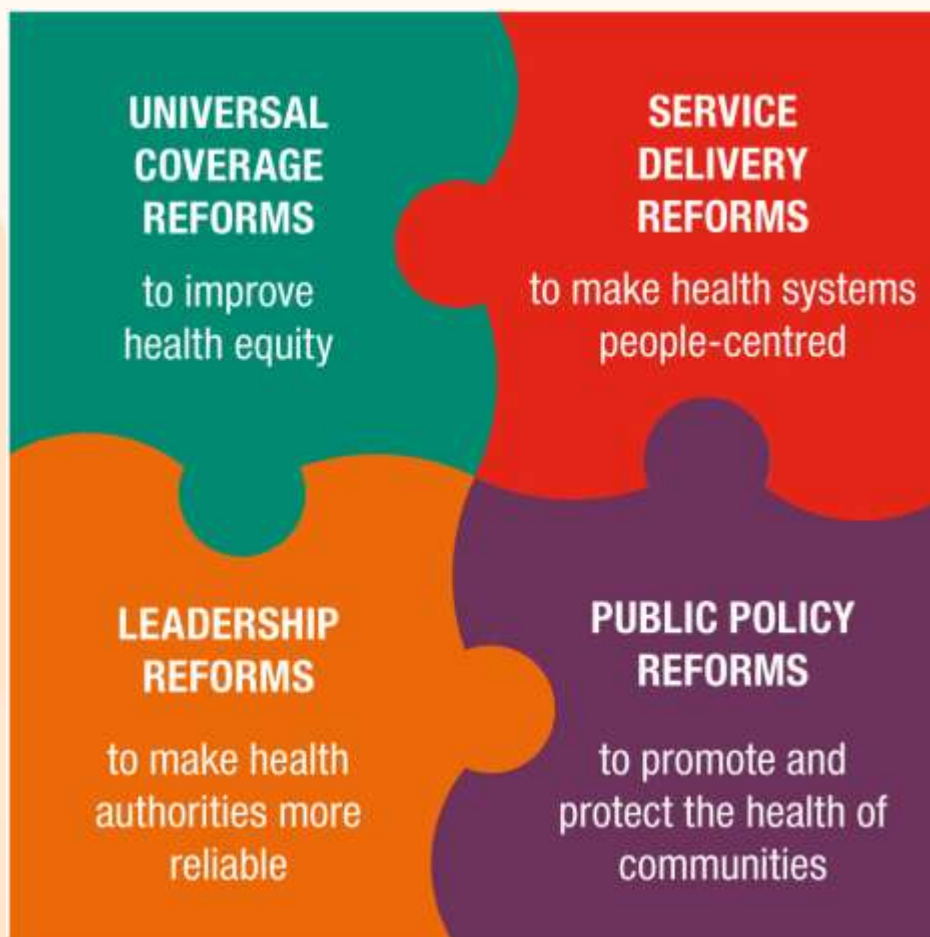 UNIVERSAL
COVERAGE
REFORMS
to improve
health equity
SERVICE
DELIVERY
REFORMS
to make health systems
people-centred
LEADERSHIP
REFORMS
to make health
authorities more
reliable
PUBLIC POLICY
REFORMS
to promote and
protect the health of
communities